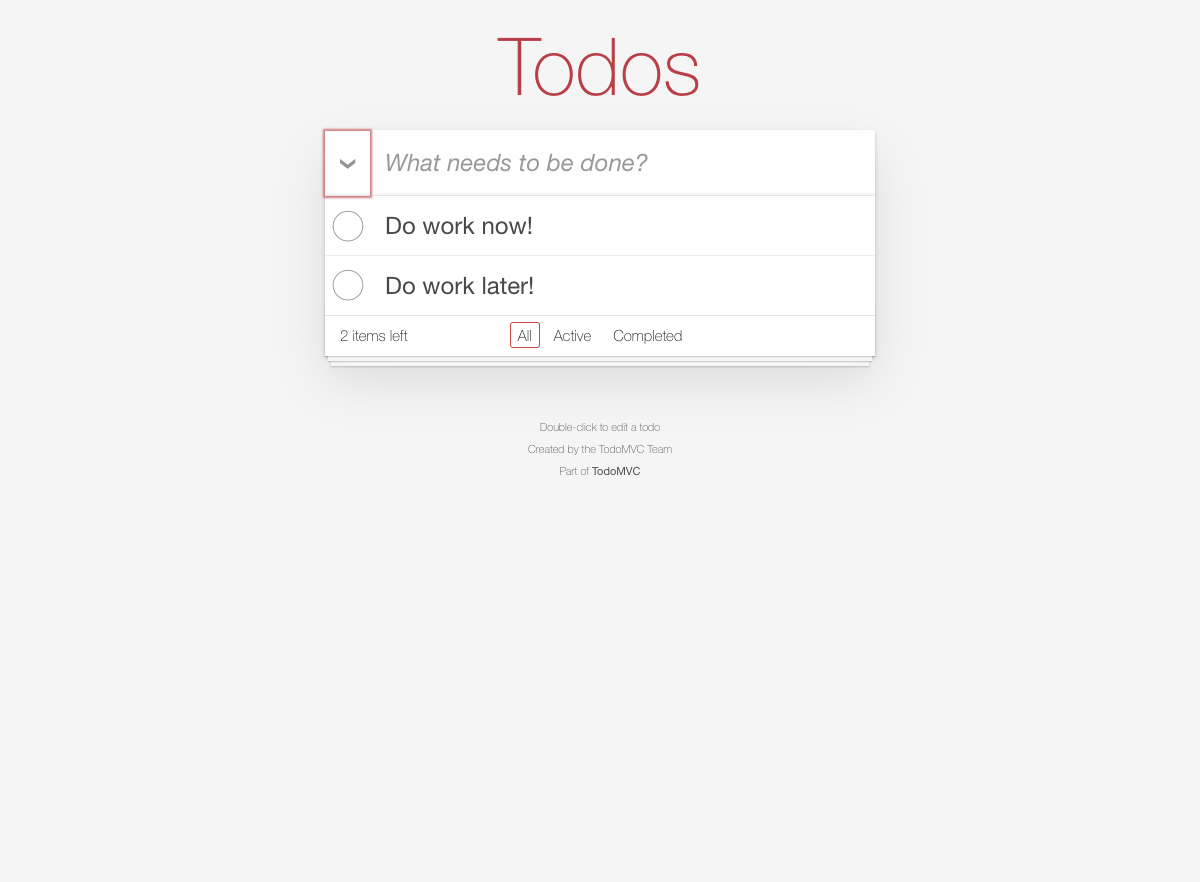 Todos
What needs to be done?
Do work now!
Do work later!
2 items left All Active Completed
Double-click to edit a todo
Created by the TodoMVC Team
Part of TodoMVC